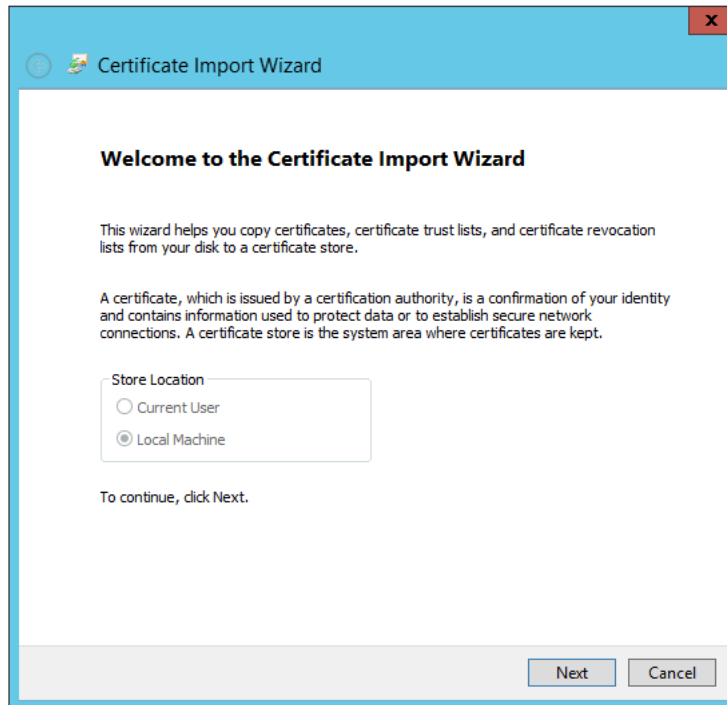 x
Certificate Import Wizard
Welcome to the Certificate Import Wizard
This wizard helps you copy certificates, certificate trust lists, and certificate revocation
lists from your disk to a certificate store.
A certificate, which is issued by a certification authority, is a confirmation of your identity
and contains information used to protect data or to establish secure network
connections. A certificate store is the system area where certificates are kept.
Store Location
Current User
Local Machine
To continue, click Next.
Next
Cancel